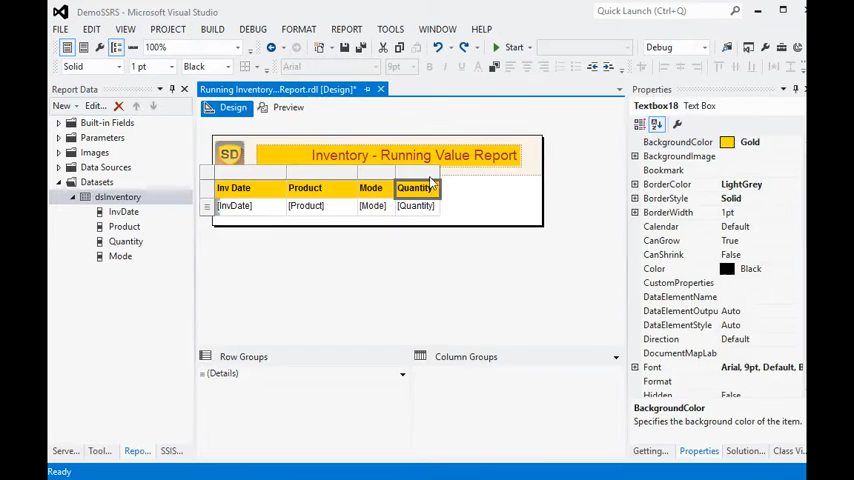 DemoSSRS - Microsoft Visual Studio
Quick Launch (Ctrl+Q)
FILE EDIT VIEW PROJECT BUILD DEBUG FORMAT REPORT TOOLS WINDOW HELP
100% Start Debug
Solid 1 pt Black Arial 9pt
Report Data
New Edit...
Built-in Fields
Parameters
Images
Data Sources
Datasets
dsInventory
InvDate
Product
Quantity
Mode
Running Inventory...Report.rdl [Design]*
Design Preview
SD Inventory - Running Value Report
Inv Date Product Mode Quantity
[InvDate] [Product] [Mode] [Quantity]
Row Groups Column Groups
(Details)
Properties
Textbox18 Text Box
BackgroundColor Gold
BackgroundImage
Bookmark
BorderColor LightGrey
BorderStyle Solid
BorderWidth 1pt
Calendar Default
CanGrow True
CanShrink False
Color Black
CustomProperties
DataElementName
DataElementOutpu Auto
DataElementStyle Auto
Direction Default
DocumentMapLab
Font Arial, 9pt, Default, B
Format
Hidden False
BackgroundColor
Specifies the background color of the item.
Serve... Tool... Repo... SSIS...
Getting... Properties Solution... Class Vi...
Ready